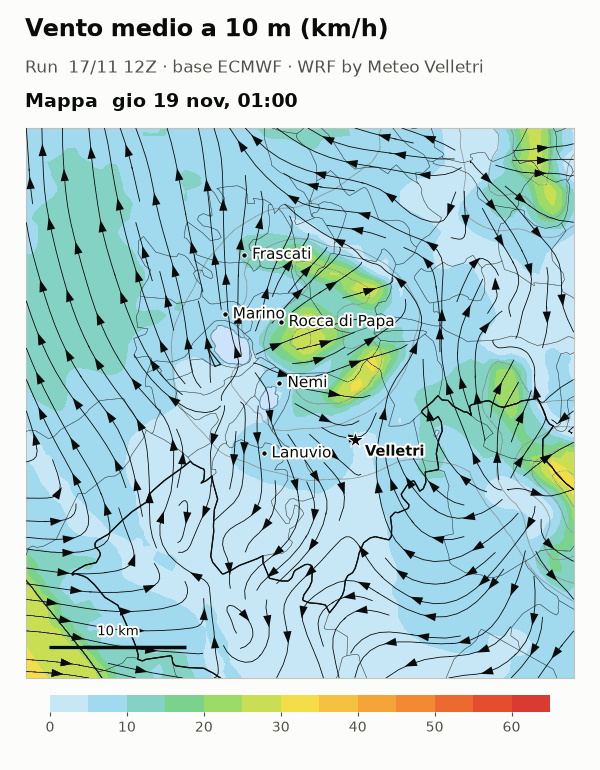 Vento medio a 10 m (km/h)
Run 17/11 12Z · base ECMWF · WRF by Meteo Velletri
Mappa gio 19 nov, 01:00
Frascati
Marino
Rocca di Papa
Nemi
Velletri
Lanuvio
10 km
0 10 20 30 40 50 60